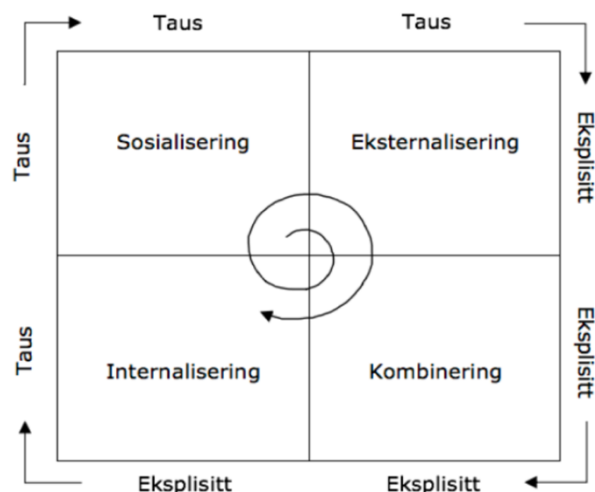 Taus
Taus
Taus
Sosialisering
Eksternalisering
Eksplisitt
Taus
Internalisering
Kombinering
Eksplisitt
Eksplisitt
Eksplisitt